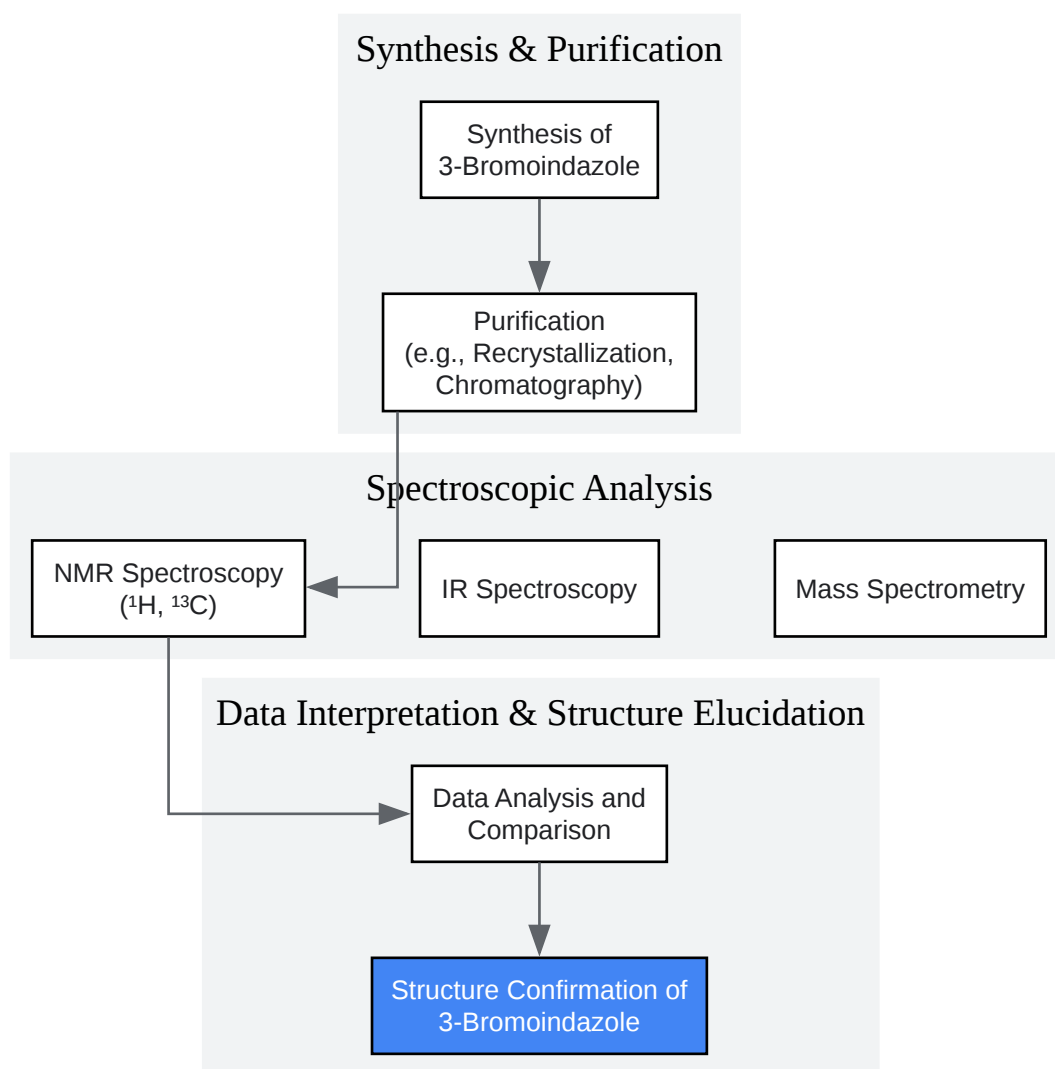 Synthesis & Purification
Synthesis of
3-Bromoindazole
Purification
(e.g., Recrystallization,
Chromatography)
Spectroscopic Analysis
NMR Spectroscopy
(¹H, ¹³C)
IR Spectroscopy
Mass Spectrometry
Data Interpretation & Structure Elucidation
Data Analysis and
Comparison
Structure Confirmation of
3-Bromoindazole